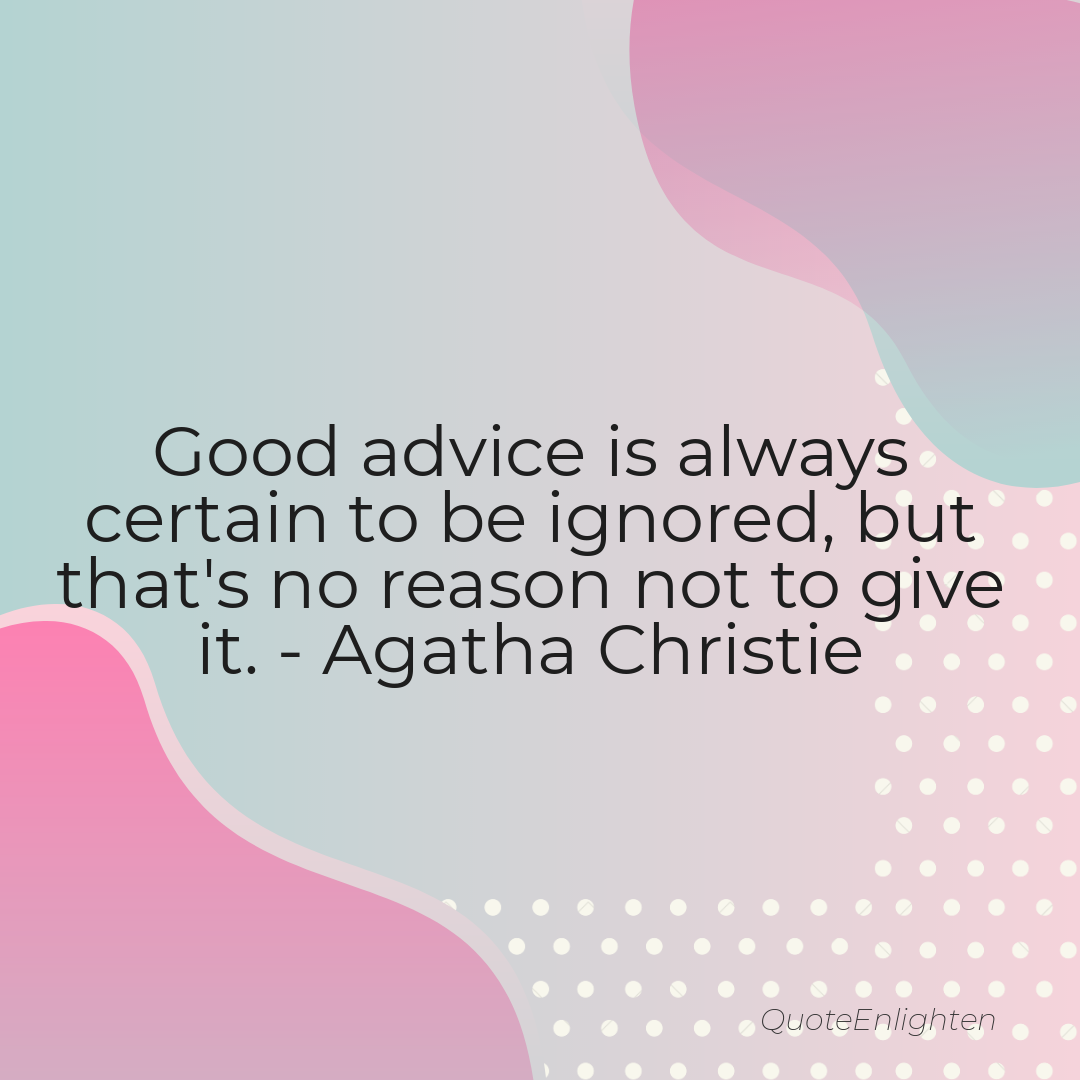 Good advice is always
certain to be ignored, but
that's no reason not to give
it. - Agatha Christie
QuoteEnlighten